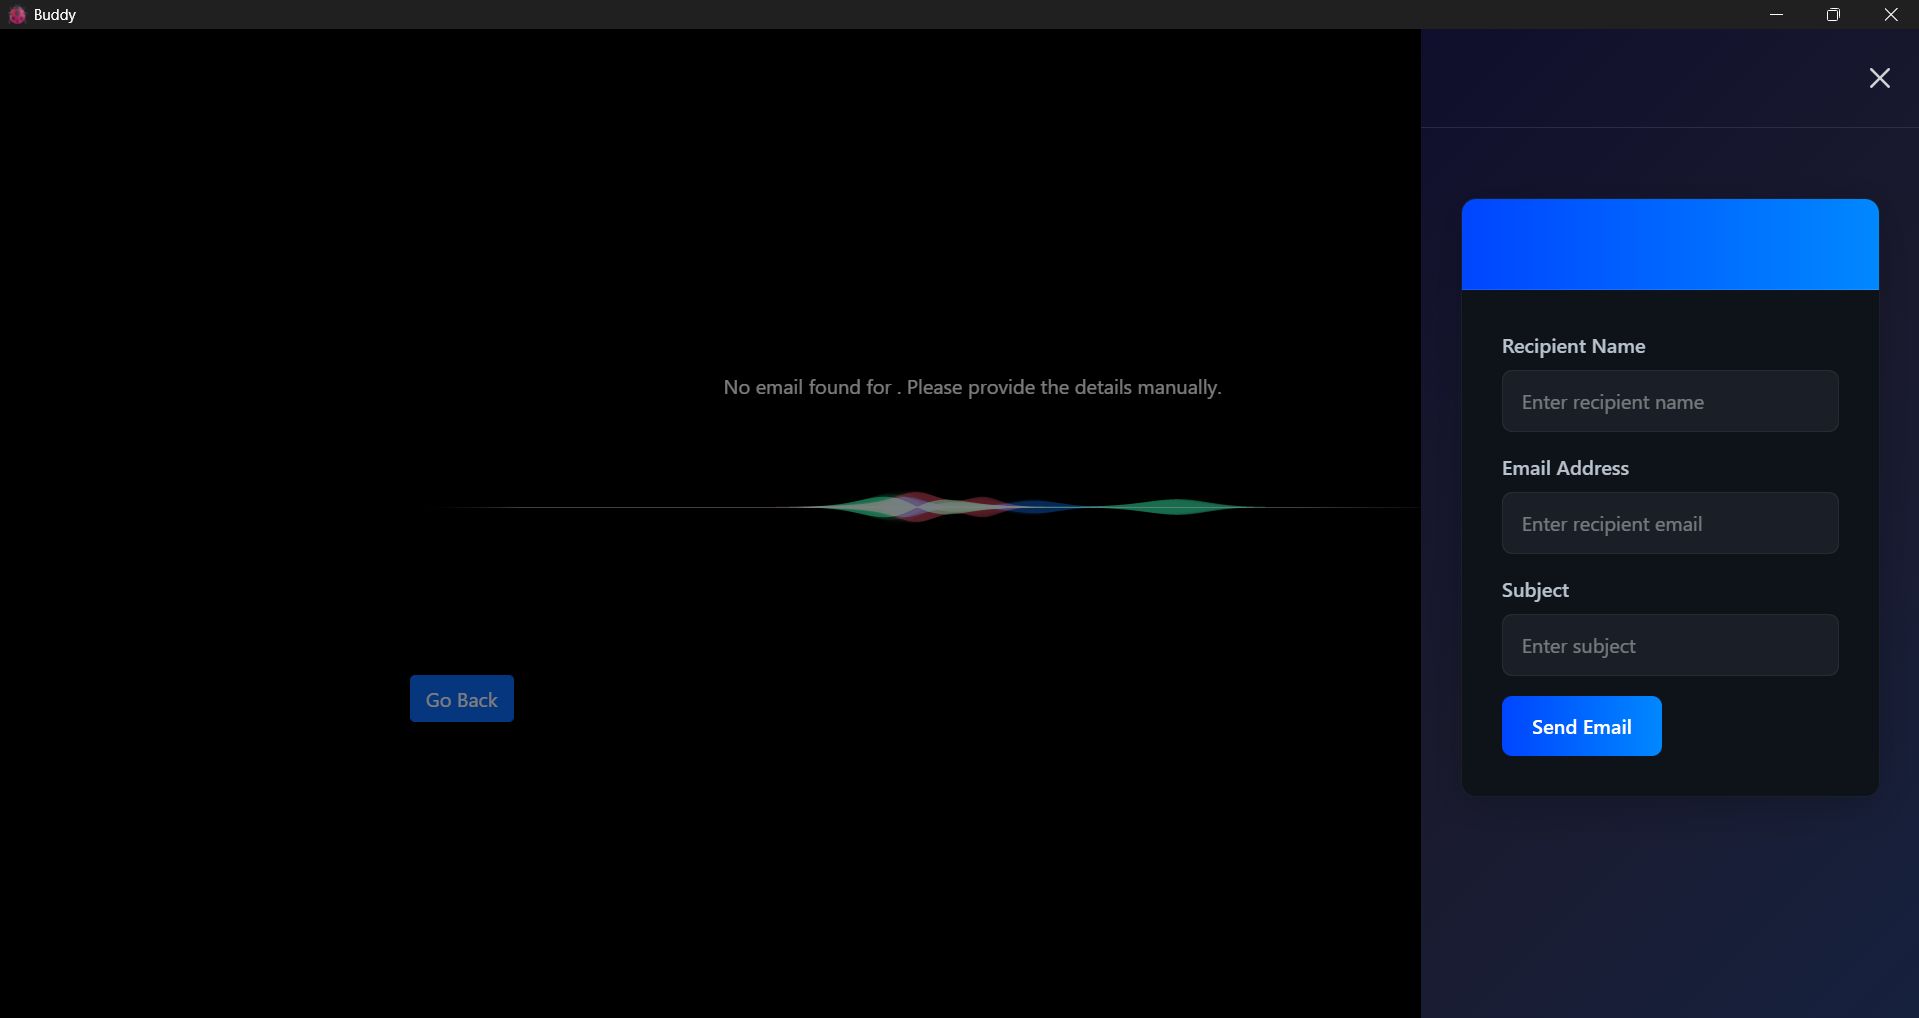 Buddy
No email found for . Please provide the details manually.
Go Back
Recipient Name
Enter recipient name
Email Address
Enter recipient email
Subject
Enter subject
Send Email